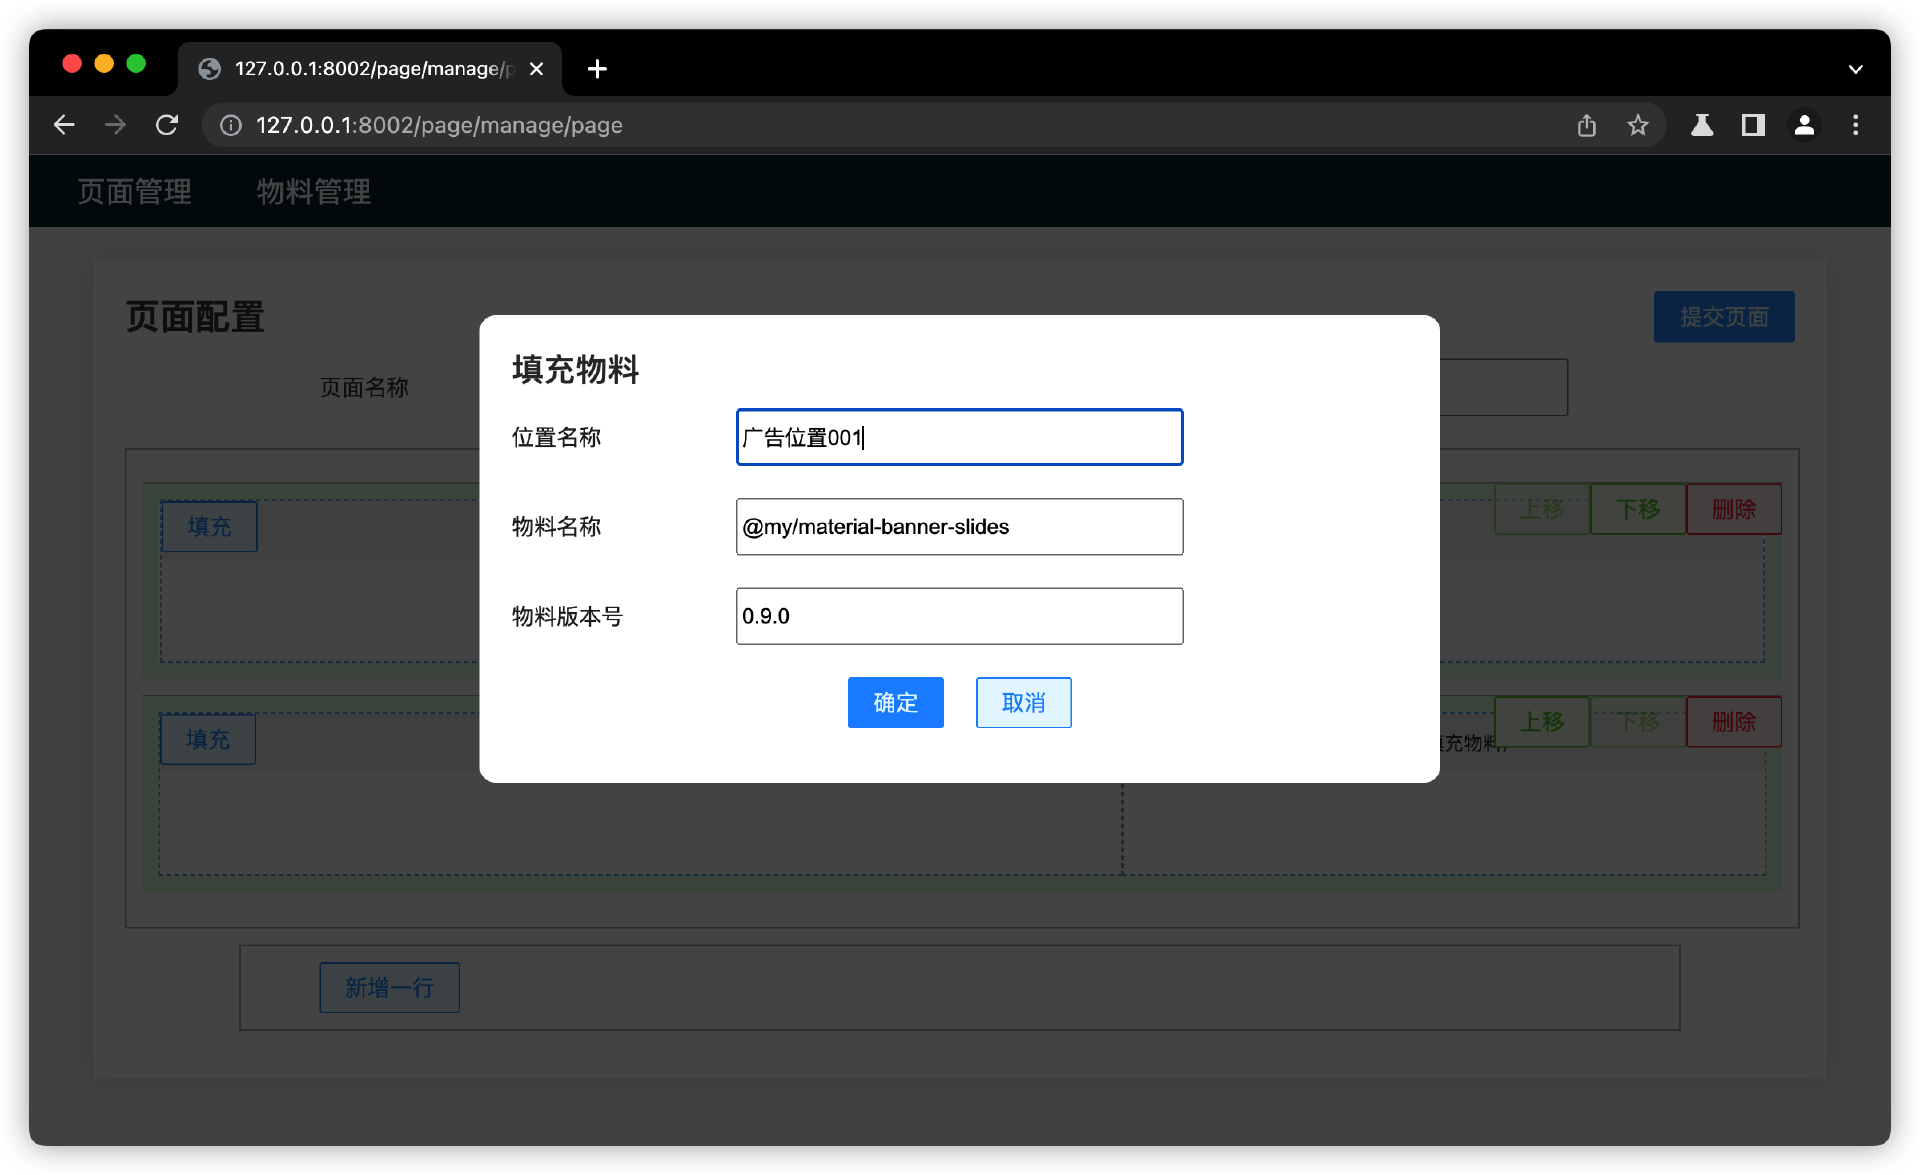 127.0.0.1:8002/page/manage/p
127.0.0.1:8002/page/manage/page
页面管理 物料管理
页面配置 提交页面
页面名称
填充物料
位置名称 广告位置001
物料名称 @my/material-banner-slides
物料版本号 0.9.0
确定 取消
填充 上移 下移 删除
填充 上移 下移 删除
充物料
新增一行